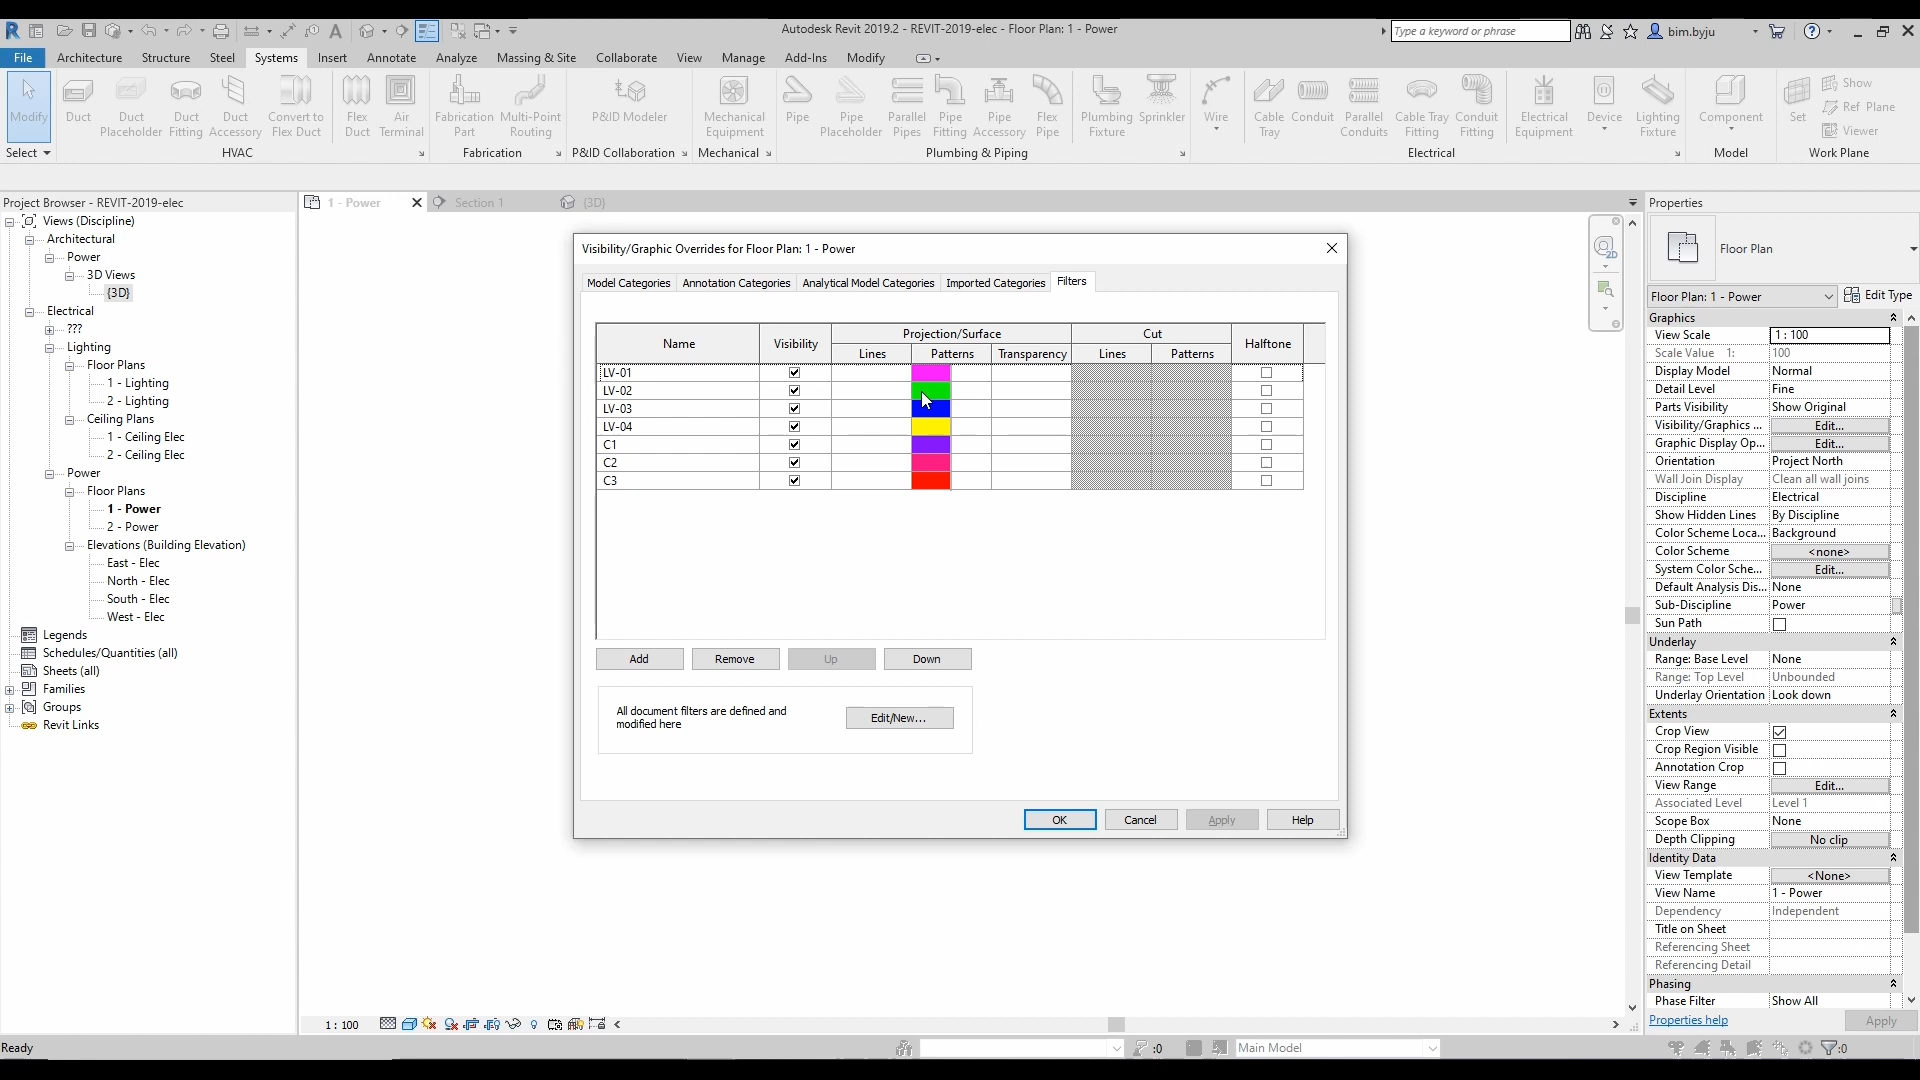 Autodesk Revit 2019.2 - REVIT-2019-elec - Floor Plan: 1 - Power
Type a keyword or phrase
bim.byju
File Architecture Structure Steel Systems Insert Annotate Analyze Massing & Site Collaborate View Manage Add-Ins Modify
Modify
Duct
Duct Placeholder
Duct Fitting
Duct Accessory
Convert to Flex Duct
Flex Duct
Air Terminal
Fabrication Part
Multi-Point Routing
P&ID Modeler
Mechanical Equipment
Pipe
Pipe Placeholder
Parallel Pipes
Pipe Fitting
Pipe Accessory
Flex Pipe
Plumbing Fixture
Sprinkler
Wire
Cable Tray
Conduit
Parallel Conduits
Cable Tray Fitting
Conduit Fitting
Electrical Equipment
Device
Lighting Fixture
Component
Set
Show
Ref Plane
Viewer
Select HVAC Fabrication P&ID Collaboration Mechanical Plumbing & Piping Electrical Model Work Plane
Project Browser - REVIT-2019-elec
Views (Discipline)
Architectural
Power
3D Views
{3D}
Electrical
???
Lighting
Floor Plans
1 - Lighting
2 - Lighting
Ceiling Plans
1 - Ceiling Elec
2 - Ceiling Elec
Power
Floor Plans
1 - Power
2 - Power
Elevations (Building Elevation)
East - Elec
North - Elec
South - Elec
West - Elec
Legends
Schedules/Quantities (all)
Sheets (all)
Families
Groups
Revit Links
1 - Power
Section 1
{3D}
2D
Visibility/Graphic Overrides for Floor Plan: 1 - Power
Model Categories Annotation Categories Analytical Model Categories Imported Categories Filters
Name Visibility Projection/Surface Cut Halftone
Lines Patterns Transparency Lines Patterns
LV-01
LV-02
LV-03
LV-04
C1
C2
C3
Add Remove Up Down
All document filters are defined and
modified here
Edit/New...
OK Cancel Apply Help
Properties
Floor Plan
Floor Plan: 1 - Power Edit Type
Graphics
View Scale 1 : 100
Scale Value 1: 100
Display Model Normal
Detail Level Fine
Parts Visibility Show Original
Visibility/Graphics ... Edit...
Graphic Display Op... Edit...
Orientation Project North
Wall Join Display Clean all wall joins
Discipline Electrical
Show Hidden Lines By Discipline
Color Scheme Loca... Background
Color Scheme <none>
System Color Sche... Edit...
Default Analysis Dis... None
Sub-Discipline Power
Sun Path
Underlay
Range: Base Level None
Range: Top Level Unbounded
Underlay Orientation Look down
Extents
Crop View
Crop Region Visible
Annotation Crop
View Range Edit...
Associated Level Level 1
Scope Box None
Depth Clipping No clip
Identity Data
View Template <None>
View Name 1 - Power
Dependency Independent
Title on Sheet
Referencing Sheet
Referencing Detail
Phasing
Phase Filter Show All
Properties help Apply
1 : 100
Ready
:0
Main Model
:0